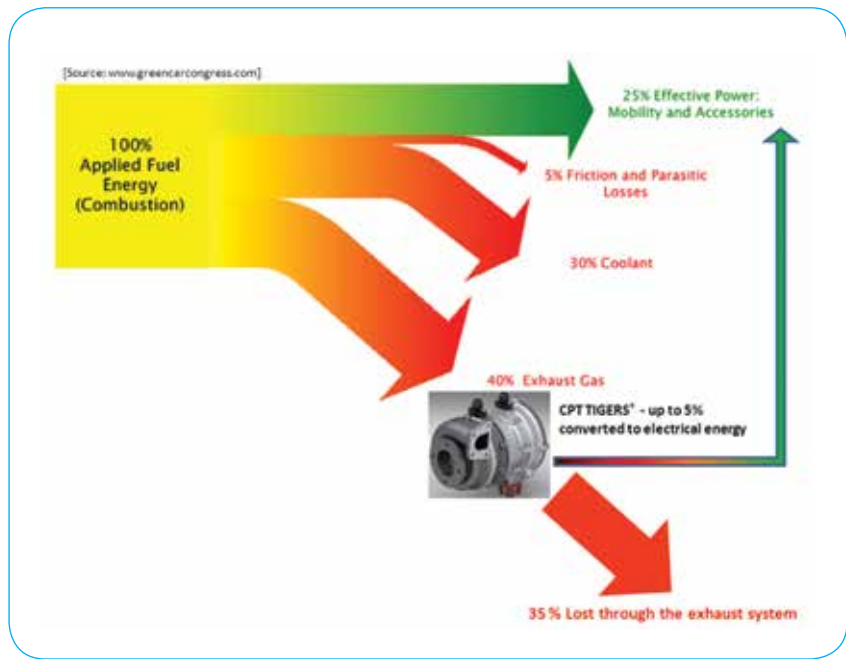 [Source: www.greencarcongress.com]
100%
Applied Fuel
Energy
(Combustion)
25% Effective Power:
Mobility and Accessories
5% Friction and Parasitic
Losses
30% Coolant
40% Exhaust Gas
CPT TIGERS* - up to 5%
converted to electrical energy
35% Lost through the exhaust system